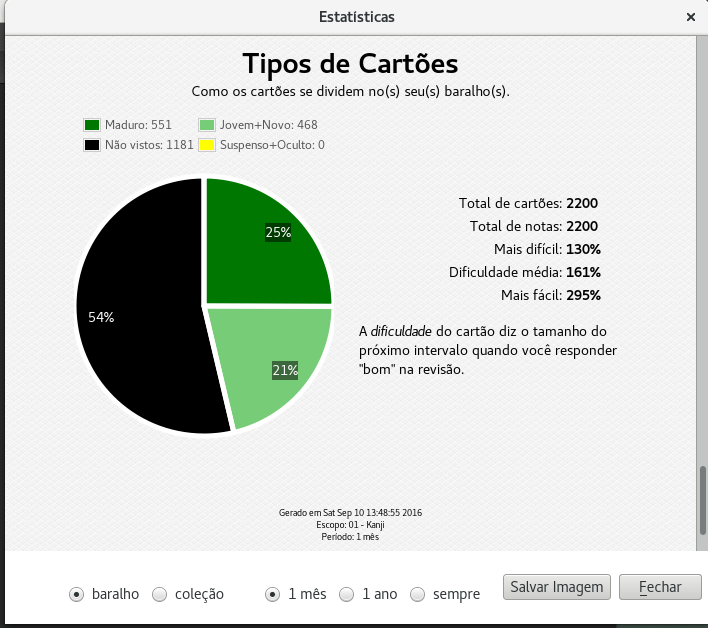 Estatísticas
×
Tipos de Cartões
Como os cartões se dividem no(s) seu(s) baralho(s).
Maduro: 551 Jovem+Novo: 468
Não vistos: 1181 Suspenso+Oculto: 0
25%
54%
21%
Total de cartões: 2200
Total de notas: 2200
Mais difícil: 130%
Dificuldade média: 161%
Mais fácil: 295%
A dificuldade do cartão diz o tamanho do
próximo intervalo quando você responder
"bom" na revisão.
Gerado em Sat Sep 10 13:48:55 2016
Escopo: 01 - Kanji
Período: 1 mês
baralho coleção 1 mês 1 ano sempre Salvar Imagem Fechar